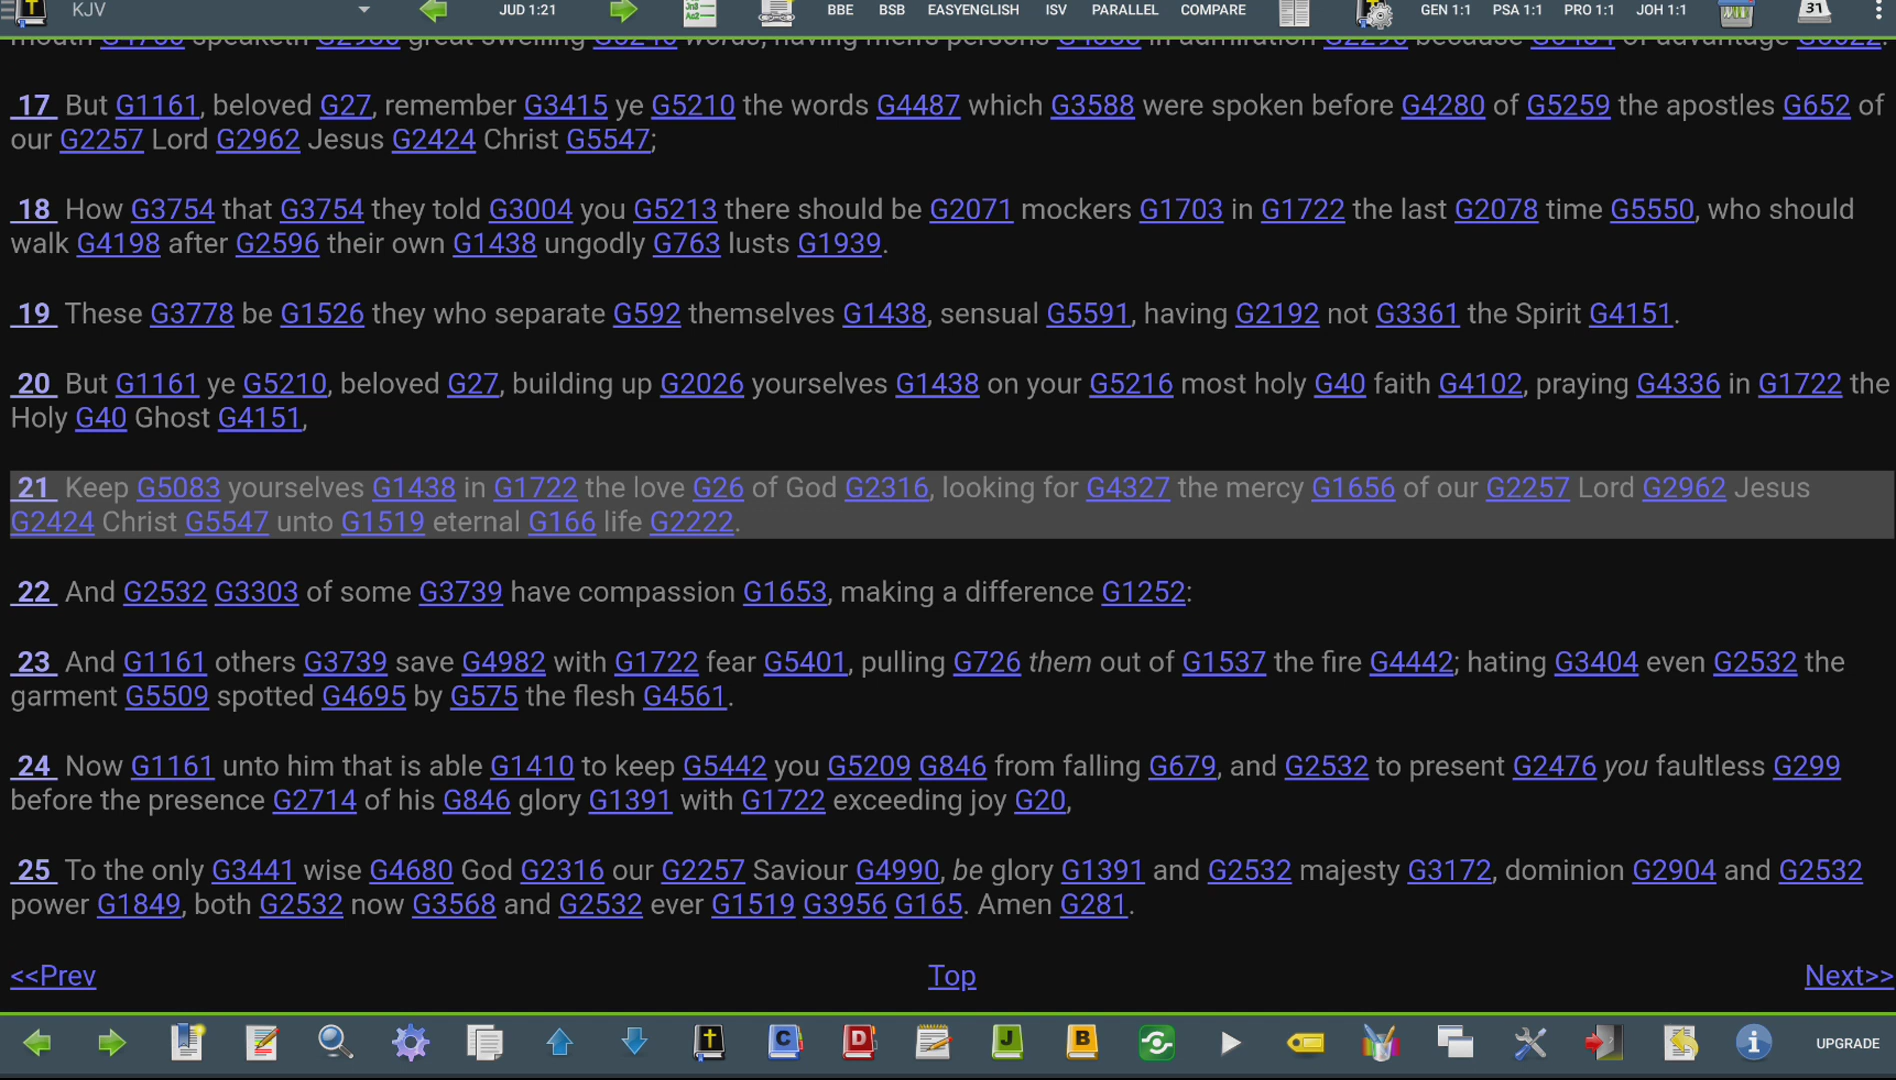 KJV JUD 1:21 BBE BSB EASYENGLISH ISV PARALLEL COMPARE GEN 1:1 PSA 1:1 PRO 1:1 JOH 1:1 31
17 But G1161, beloved G27, remember G3415 ye G5210 the words G4487 which G3588 were spoken before G4280 of G5259 the apostles G652 of
our G2257 Lord G2962 Jesus G2424 Christ G5547;
18 How G3754 that G3754 they told G3004 you G5213 there should be G2071 mockers G1703 in G1722 the last G2078 time G5550, who should
walk G4198 after G2596 their own G1438 ungodly G763 lusts G1939.
19 These G3778 be G1526 they who separate G592 themselves G1438, sensual G5591, having G2192 not G3361 the Spirit G4151.
20 But G1161 ye G5210, beloved G27, building up G2026 yourselves G1438 on your G5216 most holy G40 faith G4102, praying G4336 in G1722 the
Holy G40 Ghost G4151,
21 Keep G5083 yourselves G1438 in G1722 the love G26 of God G2316, looking for G4327 the mercy G1656 of our G2257 Lord G2962 Jesus
G2424 Christ G5547 unto G1519 eternal G166 life G2222.
22 And G2532 G3303 of some G3739 have compassion G1653, making a difference G1252:
23 And G1161 others G3739 save G4982 with G1722 fear G5401, pulling G726 them out of G1537 the fire G4442; hating G3404 even G2532 the
garment G5509 spotted G4695 by G575 the flesh G4561.
24 Now G1161 unto him that is able G1410 to keep G5442 you G5209 G846 from falling G679, and G2532 to present G2476 you faultless G299
before the presence G2714 of his G846 glory G1391 with G1722 exceeding joy G20,
25 To the only G3441 wise G4680 God G2316 our G2257 Saviour G4990, be glory G1391 and G2532 majesty G3172, dominion G2904 and G2532
power G1849, both G2532 now G3568 and G2532 ever G1519 G3956 G165. Amen G281.
<<Prev Top Next>>
C D J B UPGRADE